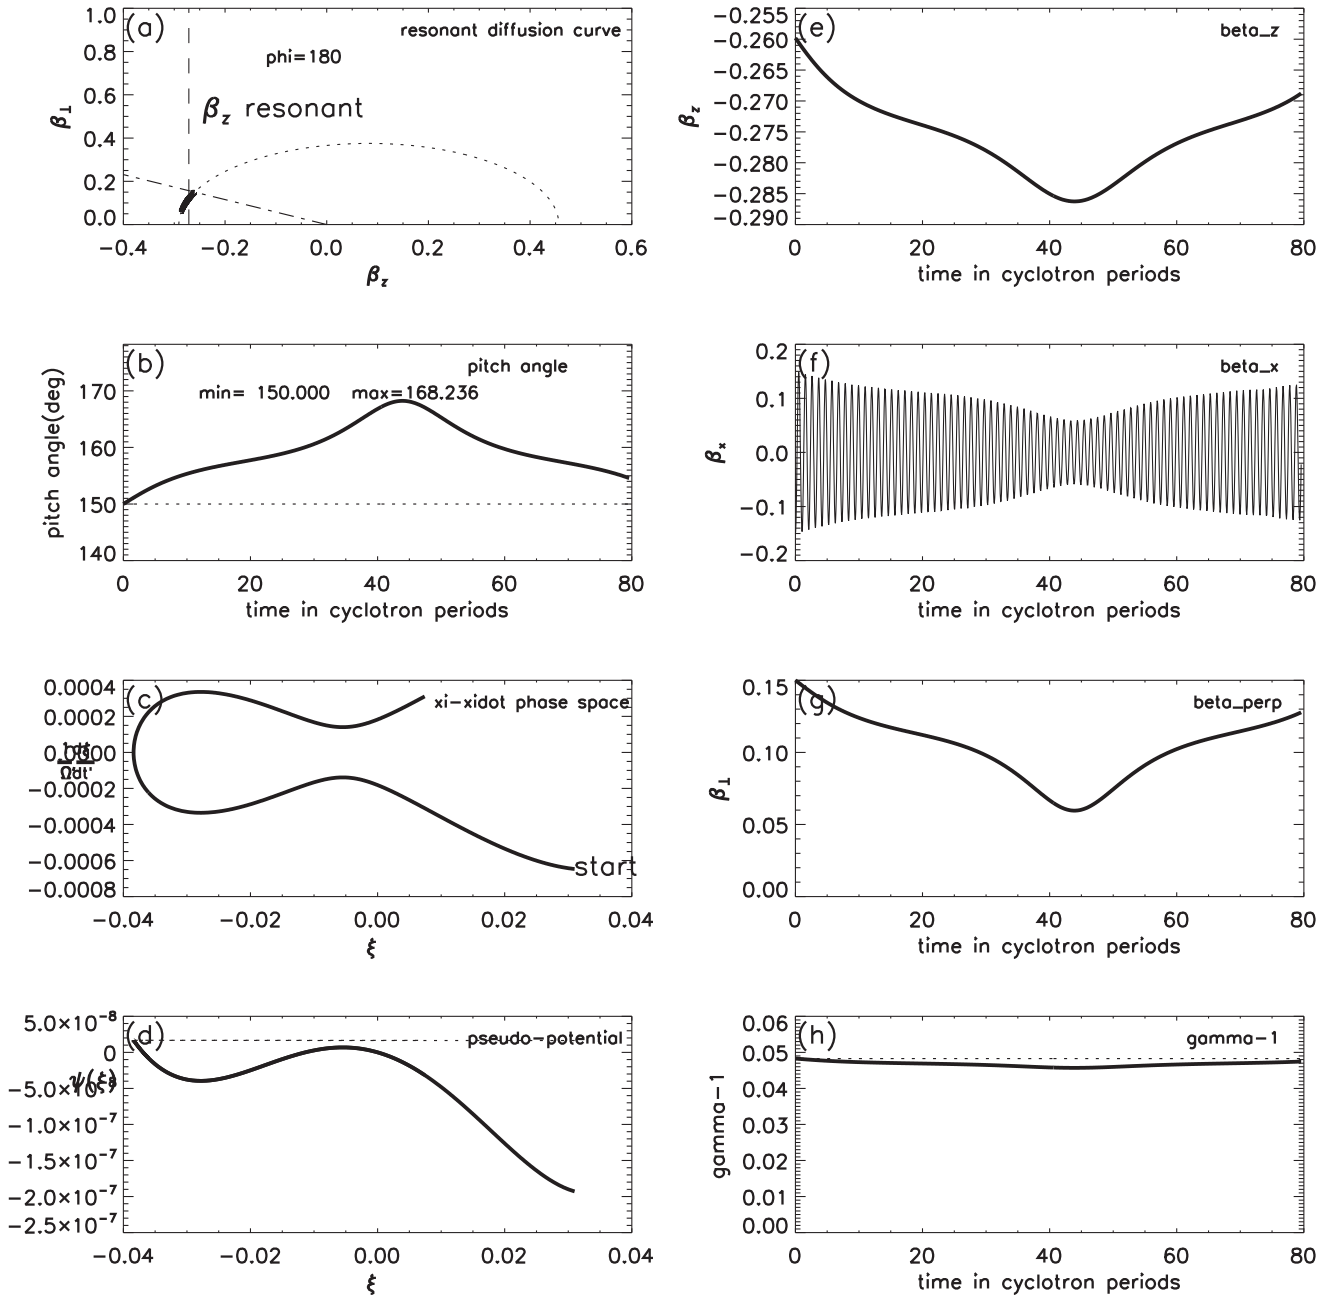 (a)
resonant diffusion curve
phi=180
β_z resonant
β⊥
1.0
0.8
0.6
0.4
0.2
0.0
−0.4 −0.2 0.0 0.2 0.4 0.6
β_z
(e)
beta_z
β_z
−0.255
−0.260
−0.265
−0.270
−0.275
−0.280
−0.285
−0.290
0 20 40 60 80
time in cyclotron periods
(b)
pitch angle
min= 150.000 max=168.236
pitch angle(deg)
170
160
150
140
0 20 40 60 80
time in cyclotron periods
(f)
beta_x
β_x
0.2
0.1
0.0
−0.1
−0.2
0 20 40 60 80
time in cyclotron periods
(c)
xi−xidot phase space
0.0004
0.0002
0.0000
−0.0002
−0.0004
−0.0006
−0.0008
start
−0.04 −0.02 0.00 0.02 0.04
ξ
(g)
beta_perp
β⊥
0.15
0.10
0.05
0.00
0 20 40 60 80
time in cyclotron periods
(d)
pseudo−potential
ψ(ξ)
5.0×10⁻⁸
0
−5.0×10⁻⁸
−1.0×10⁻⁷
−1.5×10⁻⁷
−2.0×10⁻⁷
−2.5×10⁻⁷
−0.04 −0.02 0.00 0.02 0.04
ξ
(h)
gamma−1
gamma−1
0.06
0.05
0.04
0.03
0.02
0.01
0.00
0 20 40 60 80
time in cyclotron periods